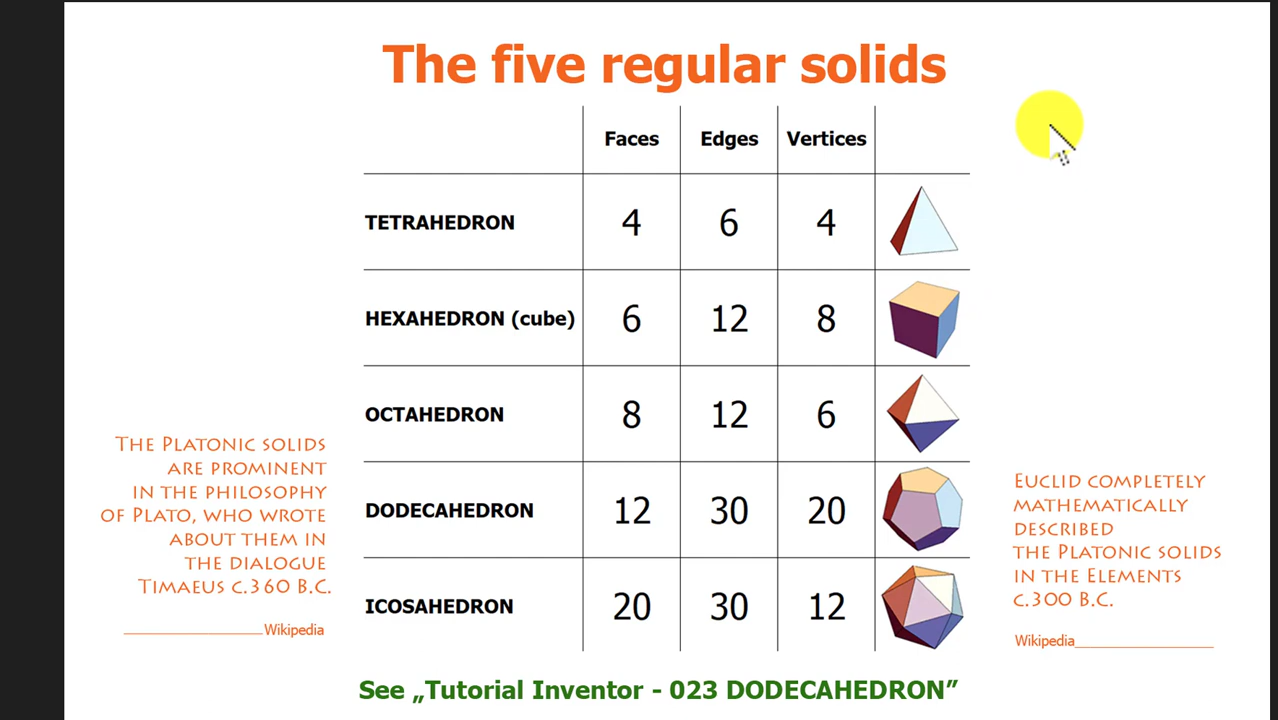 The five regular solids
Faces Edges Vertices
TETRAHEDRON 4 6 4
HEXAHEDRON (cube) 6 12 8
OCTAHEDRON 8 12 6
DODECAHEDRON 12 30 20
ICOSAHEDRON 20 30 12
The Platonic solids
are prominent
in the philosophy
of Plato, who wrote
about them in
the dialogue
Timaeus c.360 B.C.
Wikipedia
Euclid completely
mathematically
described
the Platonic solids
in the Elements
c.300 B.C.
Wikipedia
See „Tutorial Inventor - 023 DODECAHEDRON”